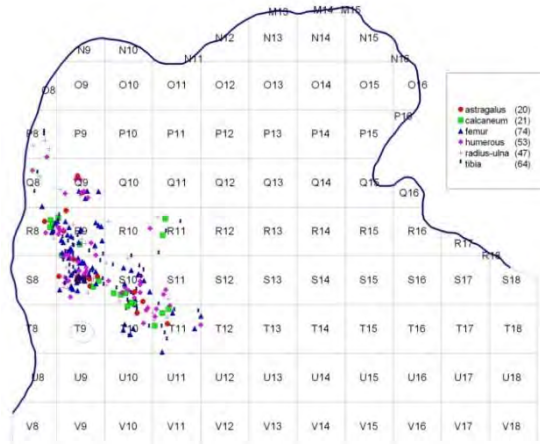 M13 M14 M15
N9 N10 N11 N12 N13 N14 N15 N16
O8 O9 O10 O11 O12 O13 O14 O15 O16
P8 P9 P10 P11 P12 P13 P14 P15 P16
Q8 Q9 Q10 Q11 Q12 Q13 Q14 Q15 Q16
R8 R9 R10 R11 R12 R13 R14 R15 R16 R17 R18
S8 S10 S11 S12 S13 S14 S15 S16 S17 S18
T8 T9 T10 T11 T12 T13 T14 T15 T16 T17 T18
U8 U9 U10 U11 U12 U13 U14 U15 U16 U17 U18
V8 V9 V10 V11 V12 V13 V14 V15 V16 V17 V18
astragalus (20)
calcaneum (21)
femur (74)
humerous (53)
radius-ulna (47)
tibia (64)